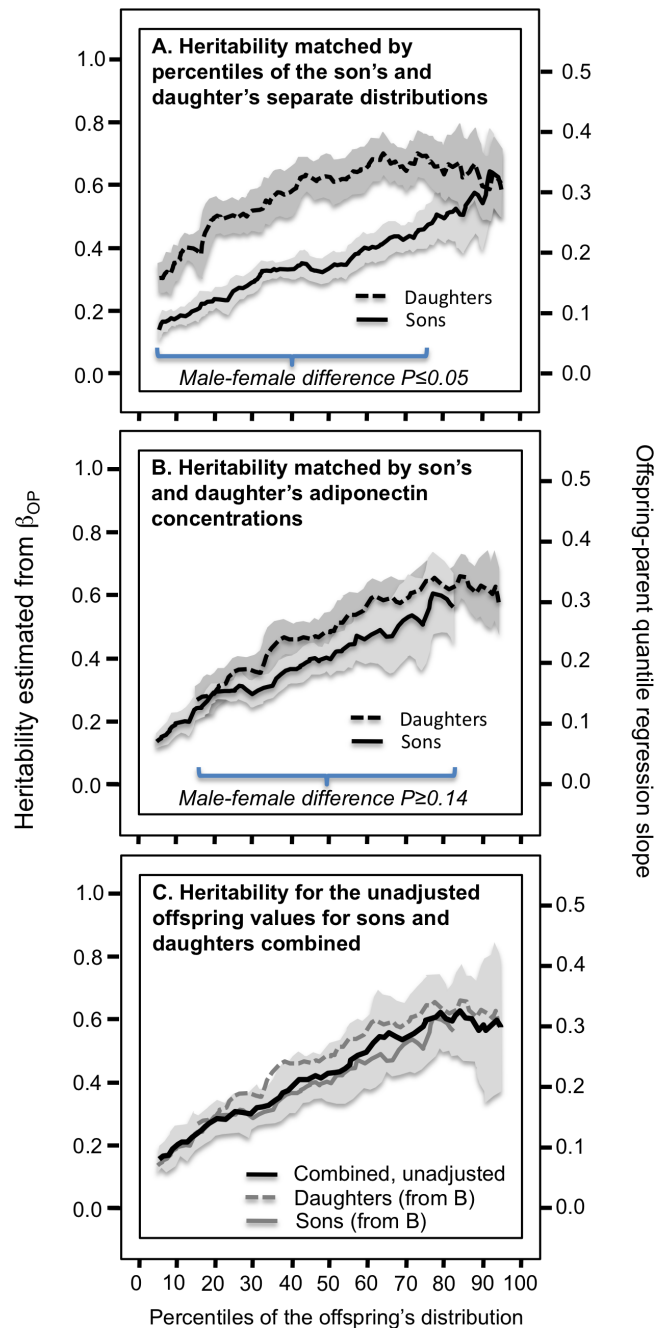 A. Heritability matched by
percentiles of the son's and
daughter's separate distributions
1.0
0.8
0.6
0.4
0.2
0.0
0.5
0.4
0.3
0.2
0.1
0.0
Daughters
Sons
Male-female difference P≤0.05
B. Heritability matched by son's
and daughter's adiponectin
concentrations
1.0
0.8
0.6
0.4
0.2
0.0
0.5
0.4
0.3
0.2
0.1
0.0
Daughters
Sons
Male-female difference P≥0.14
Heritability estimated from βOP
Offspring-parent quantile regression slope
C. Heritability for the unadjusted
offspring values for sons and
daughters combined
1.0
0.8
0.6
0.4
0.2
0.0
0.5
0.4
0.3
0.2
0.1
0.0
Combined, unadjusted
Daughters (from B)
Sons (from B)
0 10 20 30 40 50 60 70 80 90 100
Percentiles of the offspring's distribution